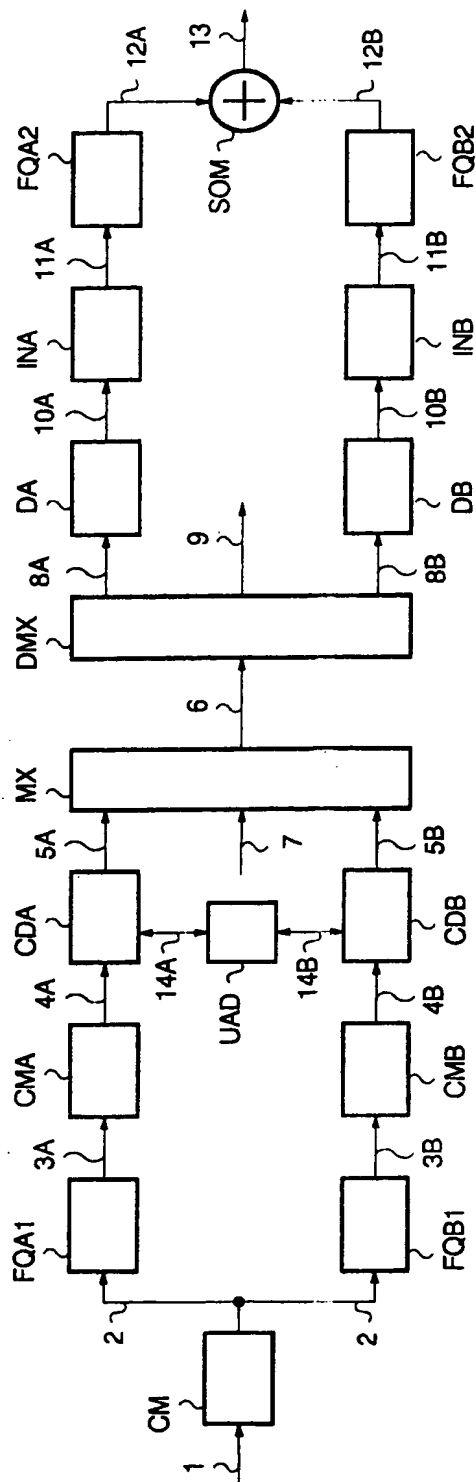 1
CM
2
2
FQA1
3A
CMA
4A
CDA
5A
MX
14A
UAD
14B
7
6
FQB1
3B
CMB
4B
CDB
5B
DMX
8A
DA
10A
INA
11A
FQA2
12A
9
SOM
13
8B
DB
10B
INB
11B
FQB2
12B